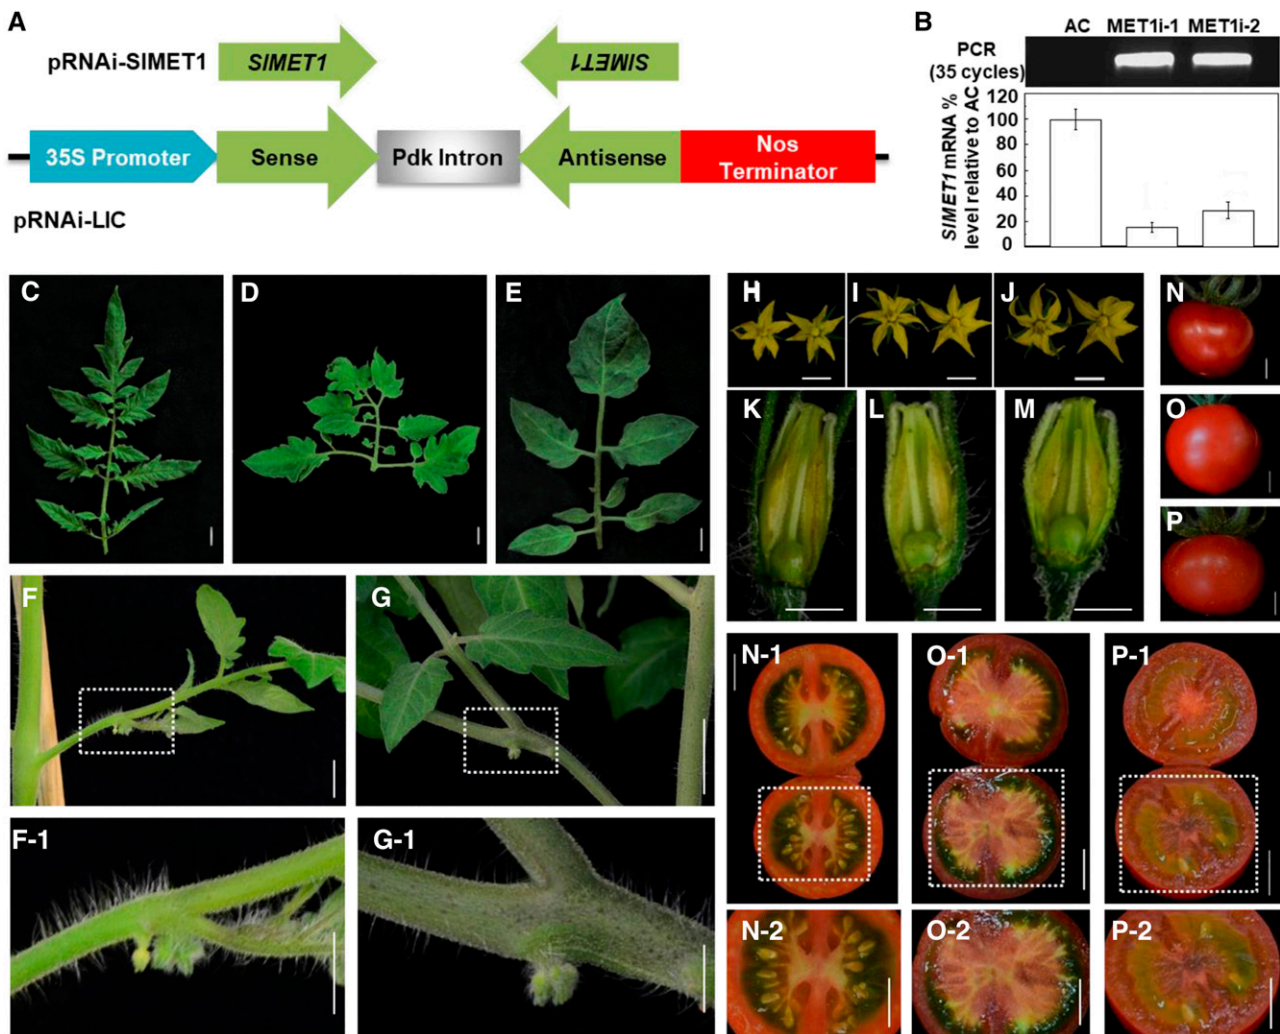 A
pRNAi-SlMET1
SlMET1
SlMET1
35S Promoter
Sense
Pdk Intron
Antisense
Nos
Terminator
pRNAi-LIC
B
AC MET1i-1 MET1i-2
PCR
(35 cycles)
SlMET1 mRNA %
level relative to AC
120
100
80
60
40
20
0
C
D
E
F
G
F-1
G-1
H
I
J
K
L
M
N
O
P
N-1
O-1
P-1
N-2
O-2
P-2